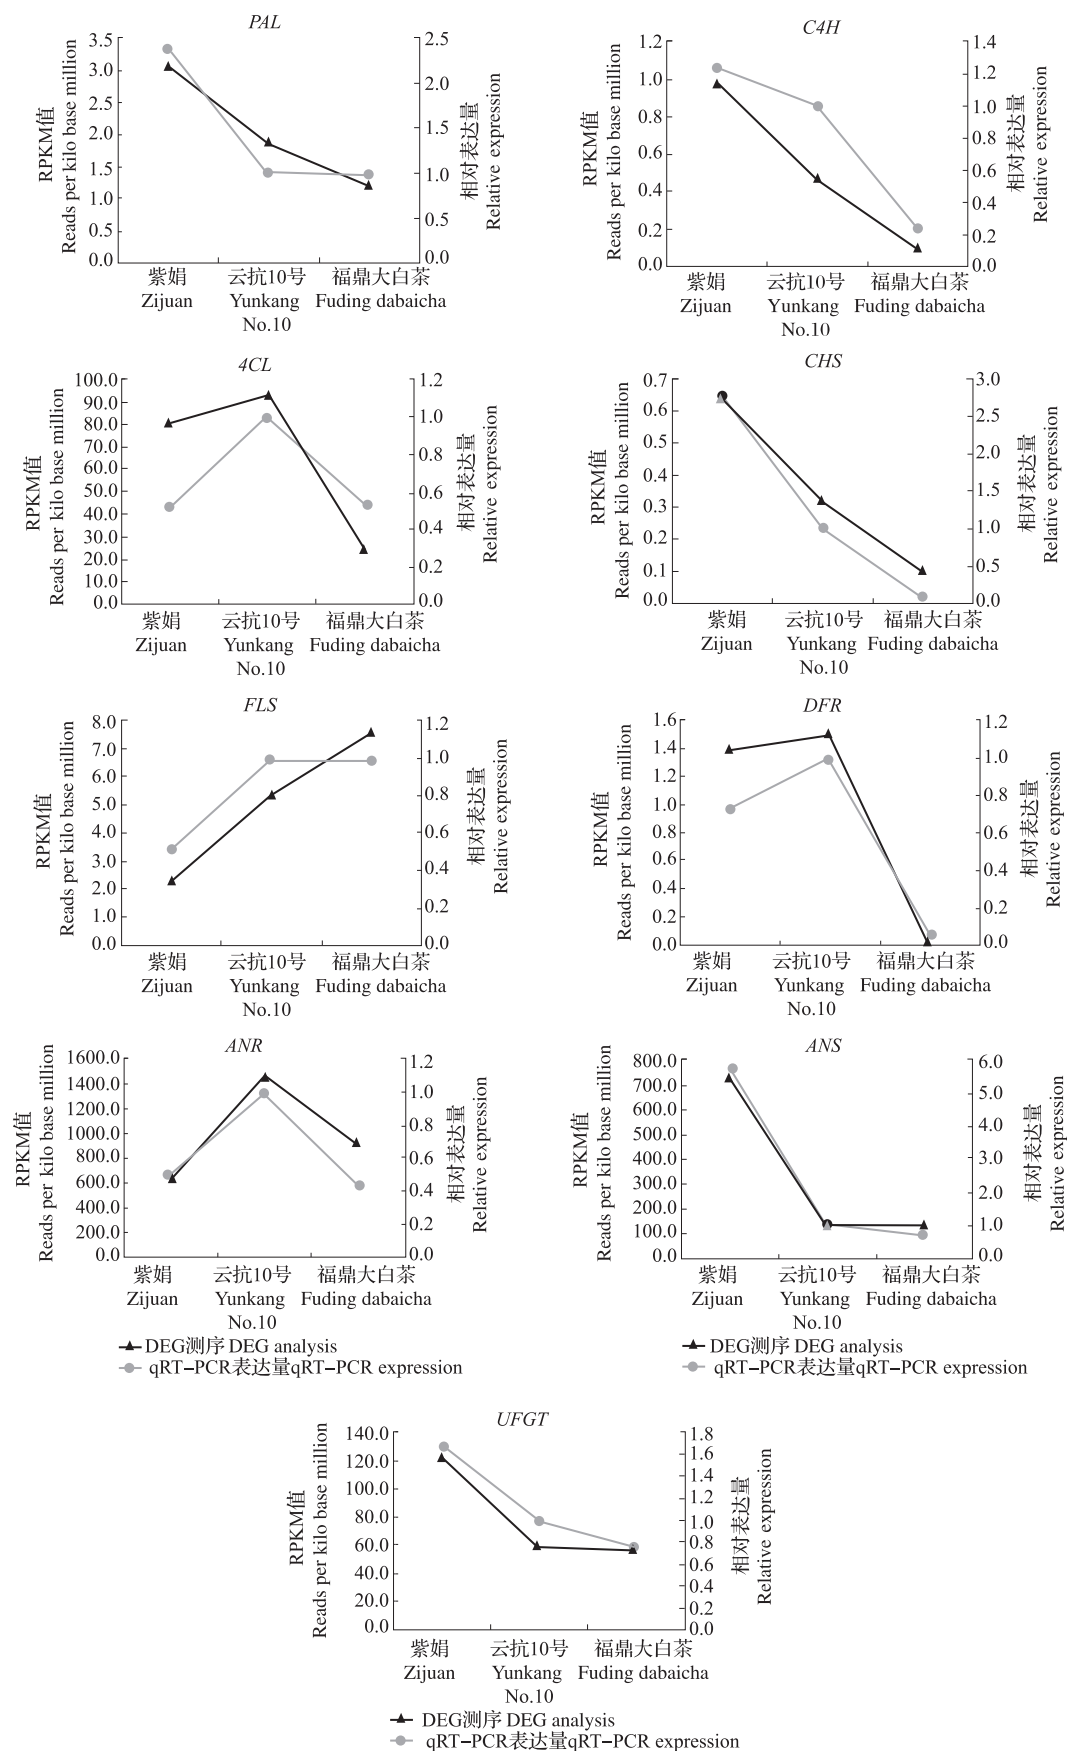 PAL
3.5
3.0
2.5
2.0
1.5
1.0
0.5
0.0
RPKM值
Reads per kilo base million
2.5
2.0
1.5
1.0
0.5
0.0
相对表达量
Relative expression
紫娟 云抗10号 福鼎大白茶
Zijuan Yunkang Fuding dabaicha
No.10
C4H
1.2
1.0
0.8
0.6
0.4
0.2
0.0
RPKM值
Reads per kilo base million
1.4
1.2
1.0
0.8
0.6
0.4
0.2
0.0
相对表达量
Relative expression
紫娟 云抗10号 福鼎大白茶
Zijuan Yunkang Fuding dabaicha
No.10
4CL
100.0
90.0
80.0
70.0
60.0
50.0
40.0
30.0
20.0
10.0
0.0
RPKM值
Reads per kilo base million
1.2
1.0
0.8
0.6
0.4
0.2
0.0
相对表达量
Relative expression
紫娟 云抗10号 福鼎大白茶
Zijuan Yunkang Fuding dabaicha
No.10
CHS
0.7
0.6
0.5
0.4
0.3
0.2
0.1
0.0
RPKM值
Reads per kilo base million
3.0
2.5
2.0
1.5
1.0
0.5
0.0
相对表达量
Relative expression
紫娟 云抗10号 福鼎大白茶
Zijuan Yunkang Fuding dabaicha
No.10
FLS
8.0
7.0
6.0
5.0
4.0
3.0
2.0
1.0
0.0
RPKM值
Reads per kilo base million
1.2
1.0
0.8
0.6
0.4
0.2
0.0
相对表达量
Relative expression
紫娟 云抗10号 福鼎大白茶
Zijuan Yunkang Fuding dabaicha
No.10
DFR
1.6
1.4
1.2
1.0
0.8
0.6
0.4
0.2
0.0
RPKM值
Reads per kilo base million
1.2
1.0
0.8
0.6
0.4
0.2
0.0
相对表达量
Relative expression
紫娟 云抗10号 福鼎大白茶
Zijuan Yunkang Fuding dabaicha
No.10
ANR
1600.0
1400.0
1200.0
1000.0
800.0
600.0
400.0
200.0
0.0
RPKM值
Reads per kilo base million
1.2
1.0
0.8
0.6
0.4
0.2
0.0
相对表达量
Relative expression
紫娟 云抗10号 福鼎大白茶
Zijuan Yunkang Fuding dabaicha
No.10
DEG测序 DEG analysis
qRT−PCR表达量qRT−PCR expression
ANS
800.0
700.0
600.0
500.0
400.0
300.0
200.0
100.0
0.0
RPKM值
Reads per kilo base million
6.0
5.0
4.0
3.0
2.0
1.0
0.0
相对表达量
Relative expression
紫娟 云抗10号 福鼎大白茶
Zijuan Yunkang Fuding dabaicha
No.10
DEG测序 DEG analysis
qRT−PCR表达量qRT−PCR expression
UFGT
140.0
120.0
100.0
80.0
60.0
40.0
20.0
0.0
RPKM值
Reads per kilo base million
1.8
1.6
1.4
1.2
1.0
0.8
0.6
0.4
0.2
0.0
相对表达量
Relative expression
紫娟 云抗10号 福鼎大白茶
Zijuan Yunkang Fuding dabaicha
No.10
DEG测序 DEG analysis
qRT−PCR表达量qRT−PCR expression